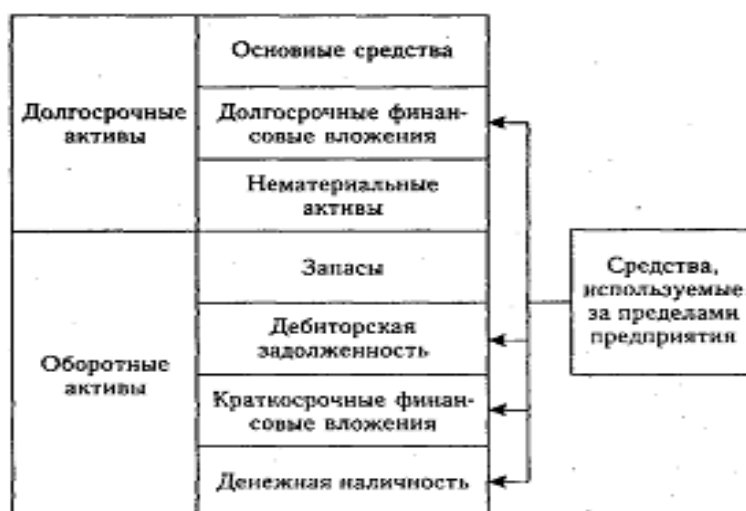 Основные средства
Долгосрочные
активы
Долгосрочные финан-
совые вложения
Нематериальные
активы
Оборотные
активы
Запасы
Дебиторская
задолженность
Краткосрочные финан-
совые вложения
Денежная наличность
Средства,
используемые
за пределами
предприятия